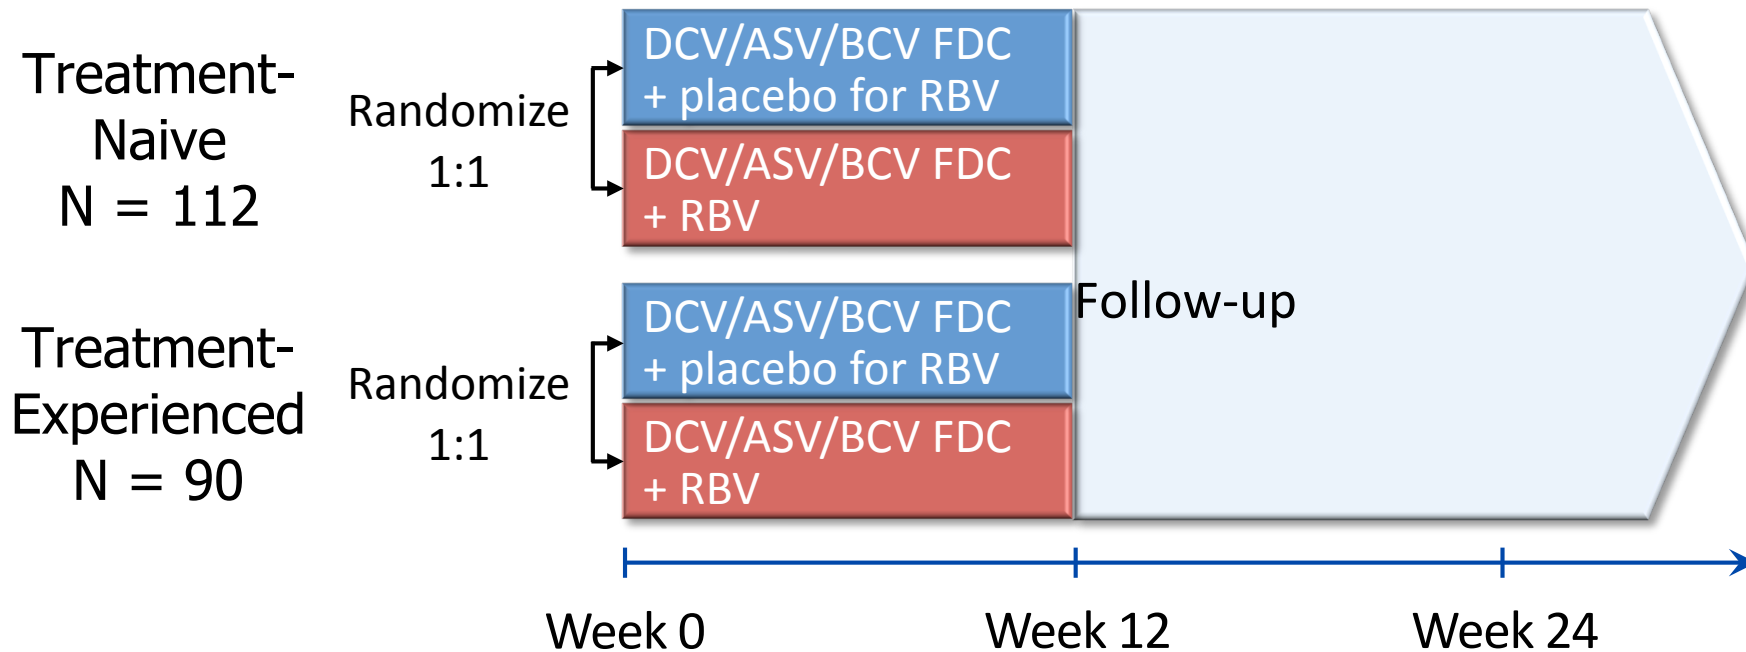 Treatment-
Naive
N = 112
Randomize
1:1
DCV/ASV/BCV FDC
+ placebo for RBV
DCV/ASV/BCV FDC
+ RBV
Treatment-
Experienced
N = 90
Randomize
1:1
DCV/ASV/BCV FDC
+ placebo for RBV
DCV/ASV/BCV FDC
+ RBV
Follow-up
Week 0
Week 12
Week 24